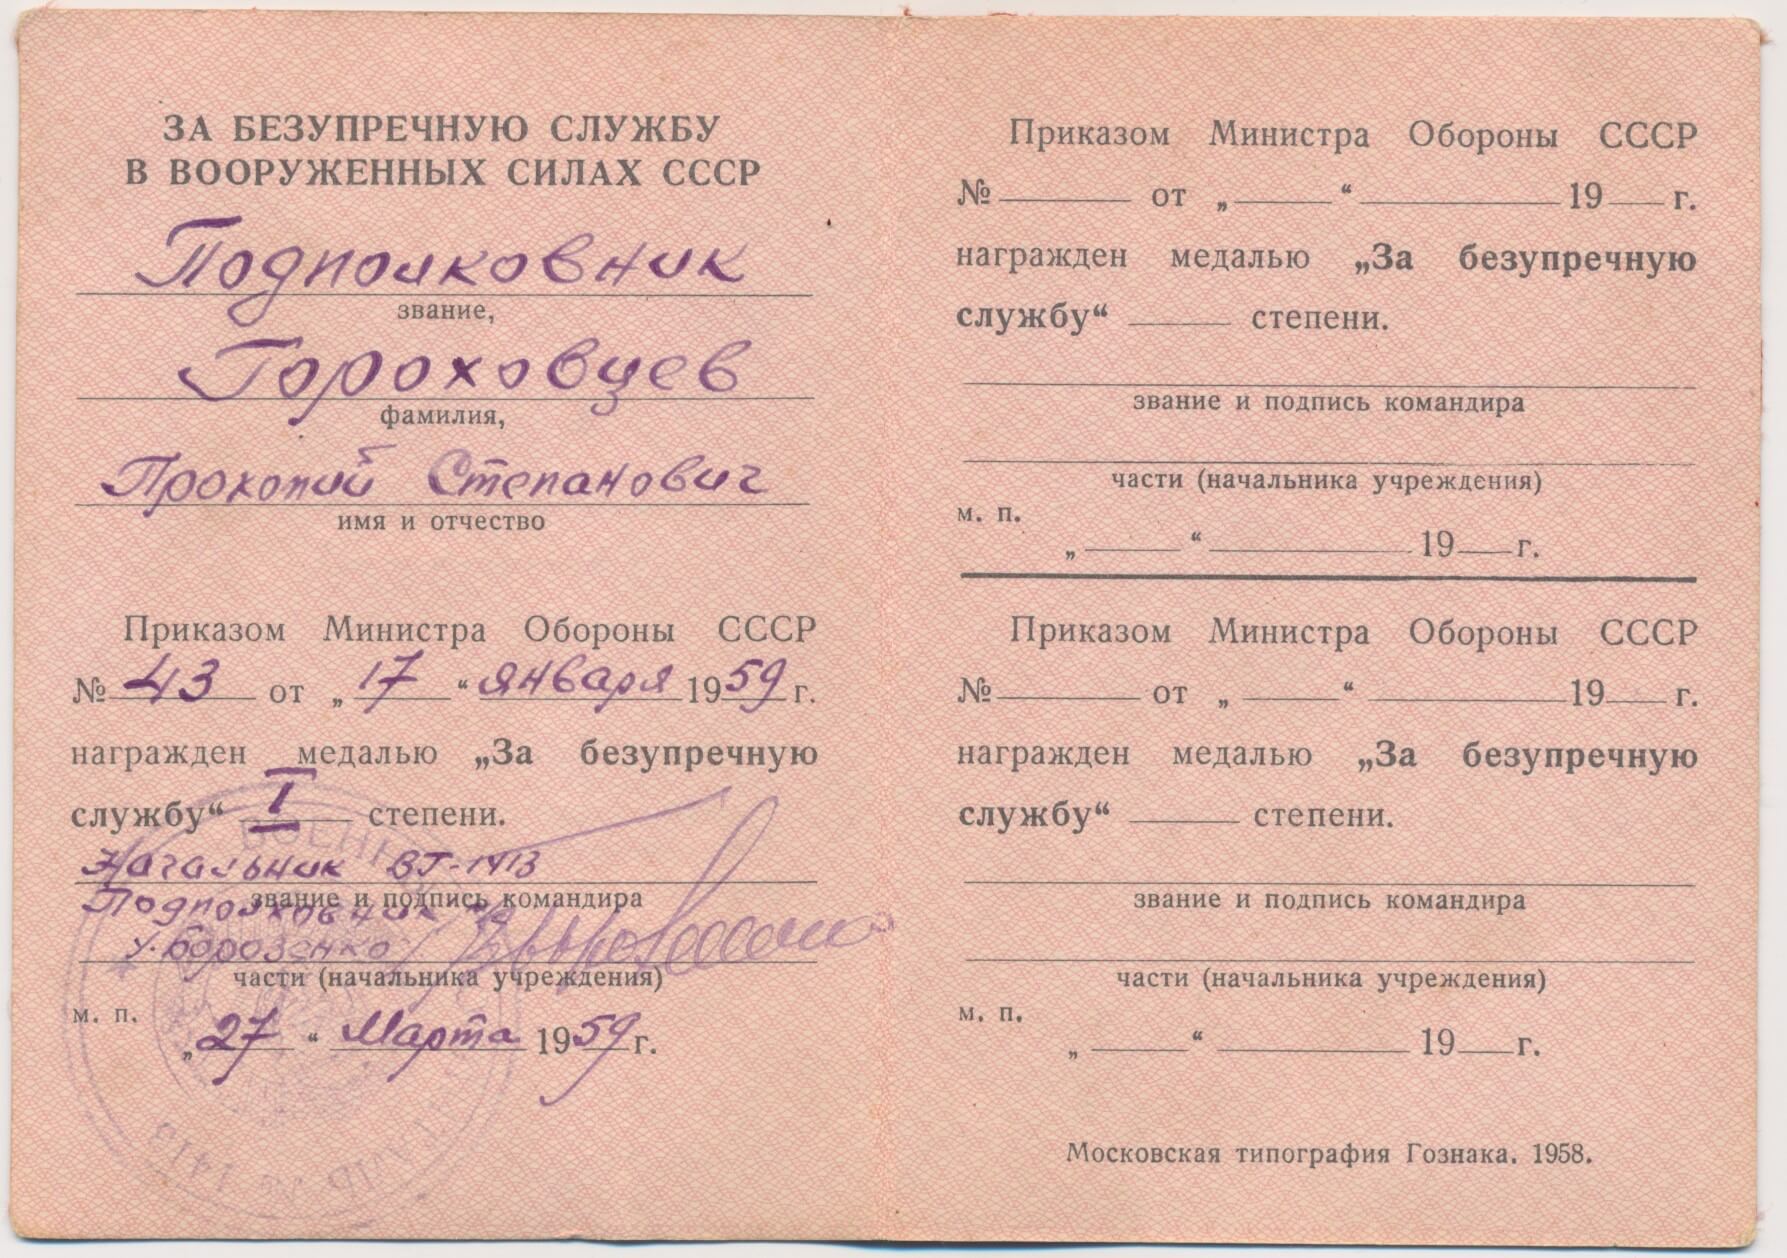 ЗА БЕЗУПРЕЧНУЮ СЛУЖБУ
В ВООРУЖЕННЫХ СИЛАХ СССР
Подполковник
звание,
Гороховцев
фамилия,
Прокопий Степанович
имя и отчество
Приказом Министра Обороны СССР
№ 43 от „17“ января 1959 г.
награжден медалью „За безупречную
службу“ I степени.
Начальник ВГ-1413
звание и подпись командира
Подполковник
части (начальника учреждения)
м. п.
„27“ Марта 1959 г.
ВОЕННЫЙ № 1413
Приказом Министра Обороны СССР
№ от „ “ 19 г.
награжден медалью „За безупречную
службу“ степени.
звание и подпись командира
части (начальника учреждения)
м. п.
„ “ 19 г.
Приказом Министра Обороны СССР
№ от „ “ 19 г.
награжден медалью „За безупречную
службу“ степени.
звание и подпись командира
части (начальника учреждения)
м. п.
„ “ 19 г.
Московская типография Гознака. 1958.